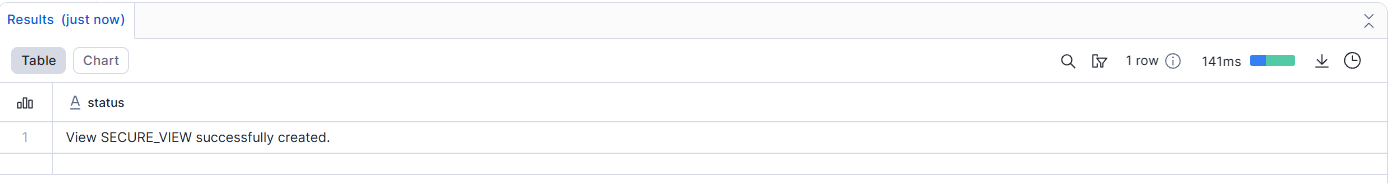 Results (just now)
Table Chart 1 row 141ms
A status
1 View SECURE_VIEW successfully created.